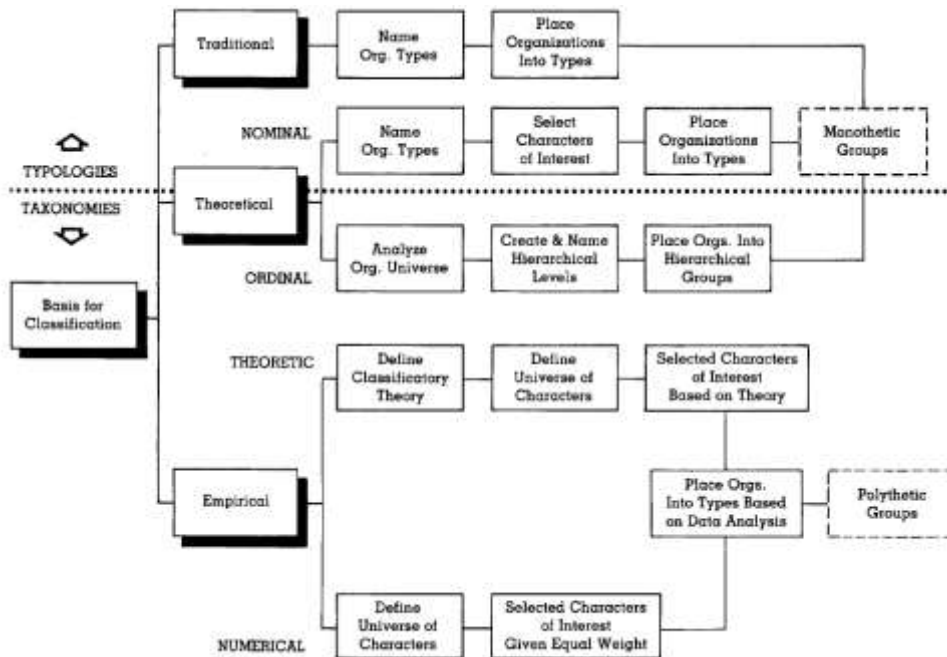 Traditional
Name
Org. Types
Place
Organizations
Into Types
NOMINAL
Name
Org. Types
Select
Characters
of Interest
Place
Organizations
Into Types
Monothetic
Groups
TYPOLOGIES
TAXONOMIES
Theoretical
ORDINAL
Analyze
Org. Universe
Create & Name
Hierarchical
Levels
Place Orgs. Into
Hierarchical
Groups
Basis for
Classification
THEORETIC
Define
Classificatory
Theory
Define
Universe of
Characters
Selected Characters
of Interest
Based on Theory
Empirical
Place Orgs.
Into Types Based
on Data Analysis
Polythetic
Groups
NUMERICAL
Define
Universe of
Characters
Selected Characters
of Interest
Given Equal Weight